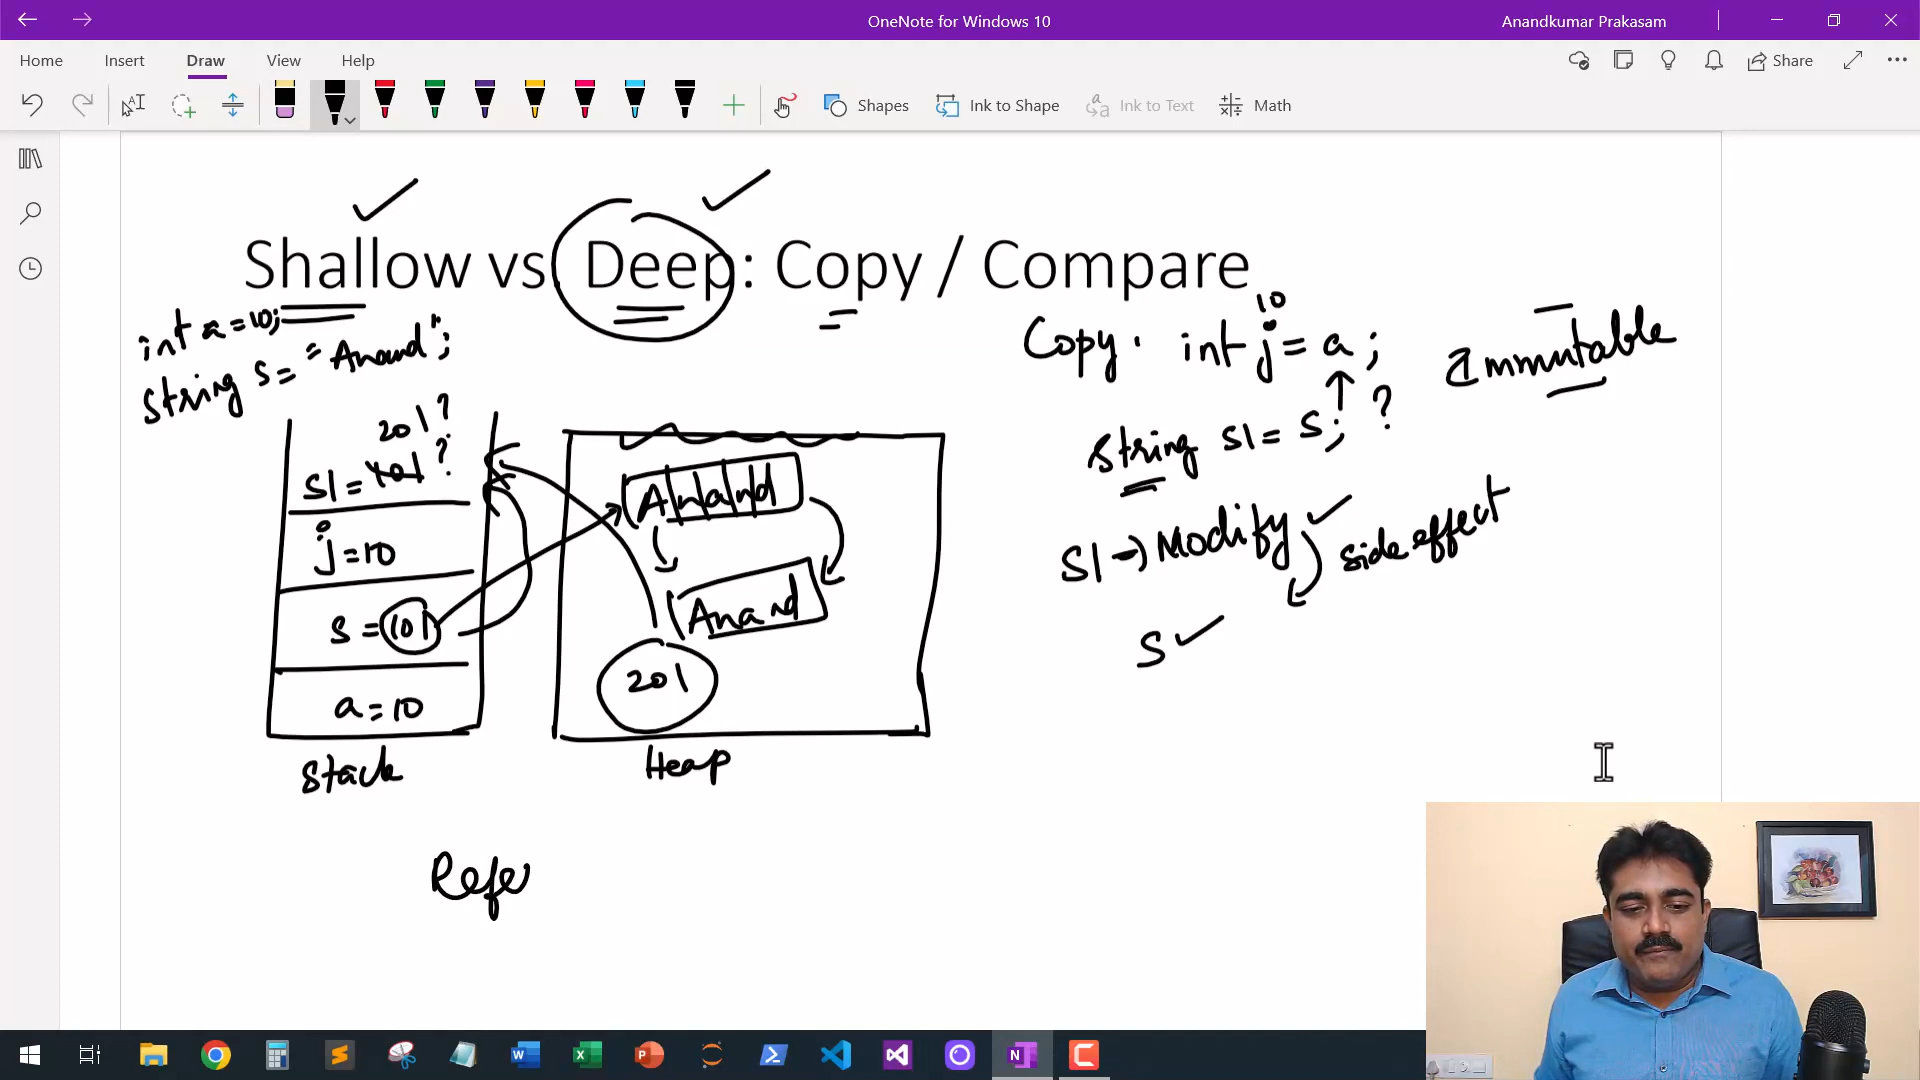 OneNote for Windows 10
Anandkumar Prakasam
Home Insert Draw View Help
Share
Shapes
Ink to Shape
Ink to Text
Math
Shallow vs. Deep: Copy / Compare
int a = 10;
String s = "Anand";
Copy. int j = a;
10
Immutable
String s1 = s; ?
s1 → Modify
side effect
s
201 ?
s1 = 101 ?
j = 10
s = 101
a = 10
Stack
Anand
Anand
201
Heap
Refe